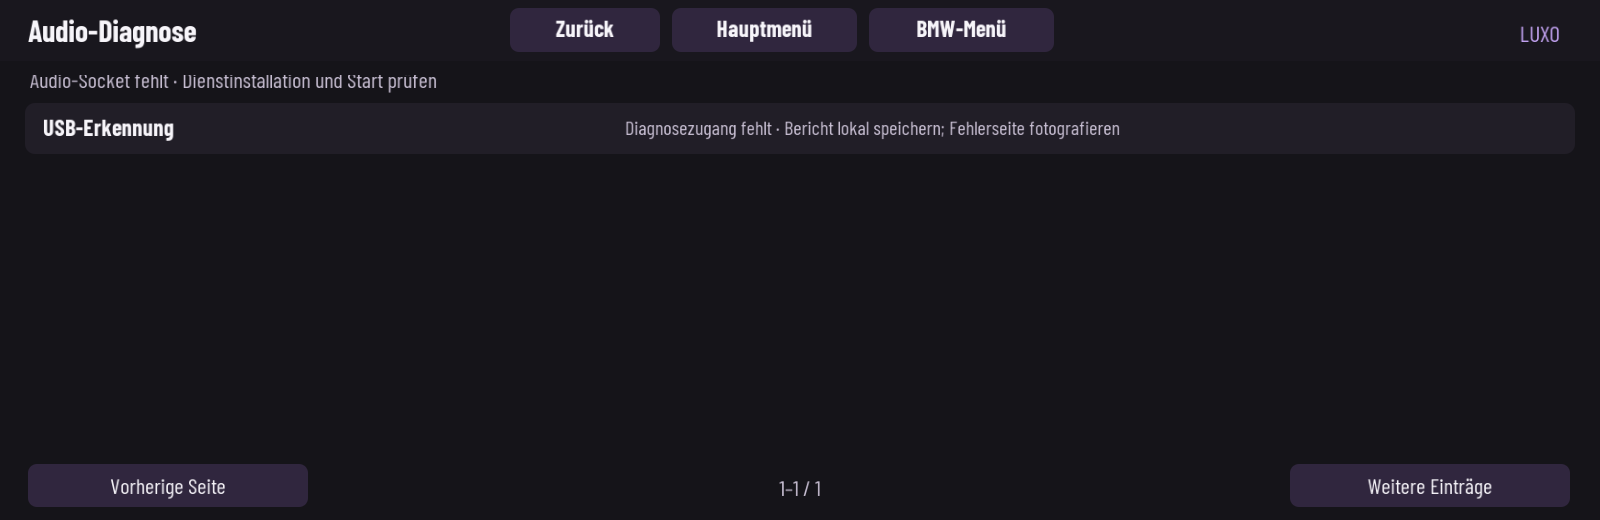 Audio-Diagnose
Zurück
Hauptmenü
BMW-Menü
LUXO
Audio-Socket fehlt · Dienstinstallation und Start prüfen
USB-Erkennung
Diagnosezugang fehlt · Bericht lokal speichern; Fehlerseite fotografieren
Vorherige Seite
1–1 / 1
Weitere Einträge